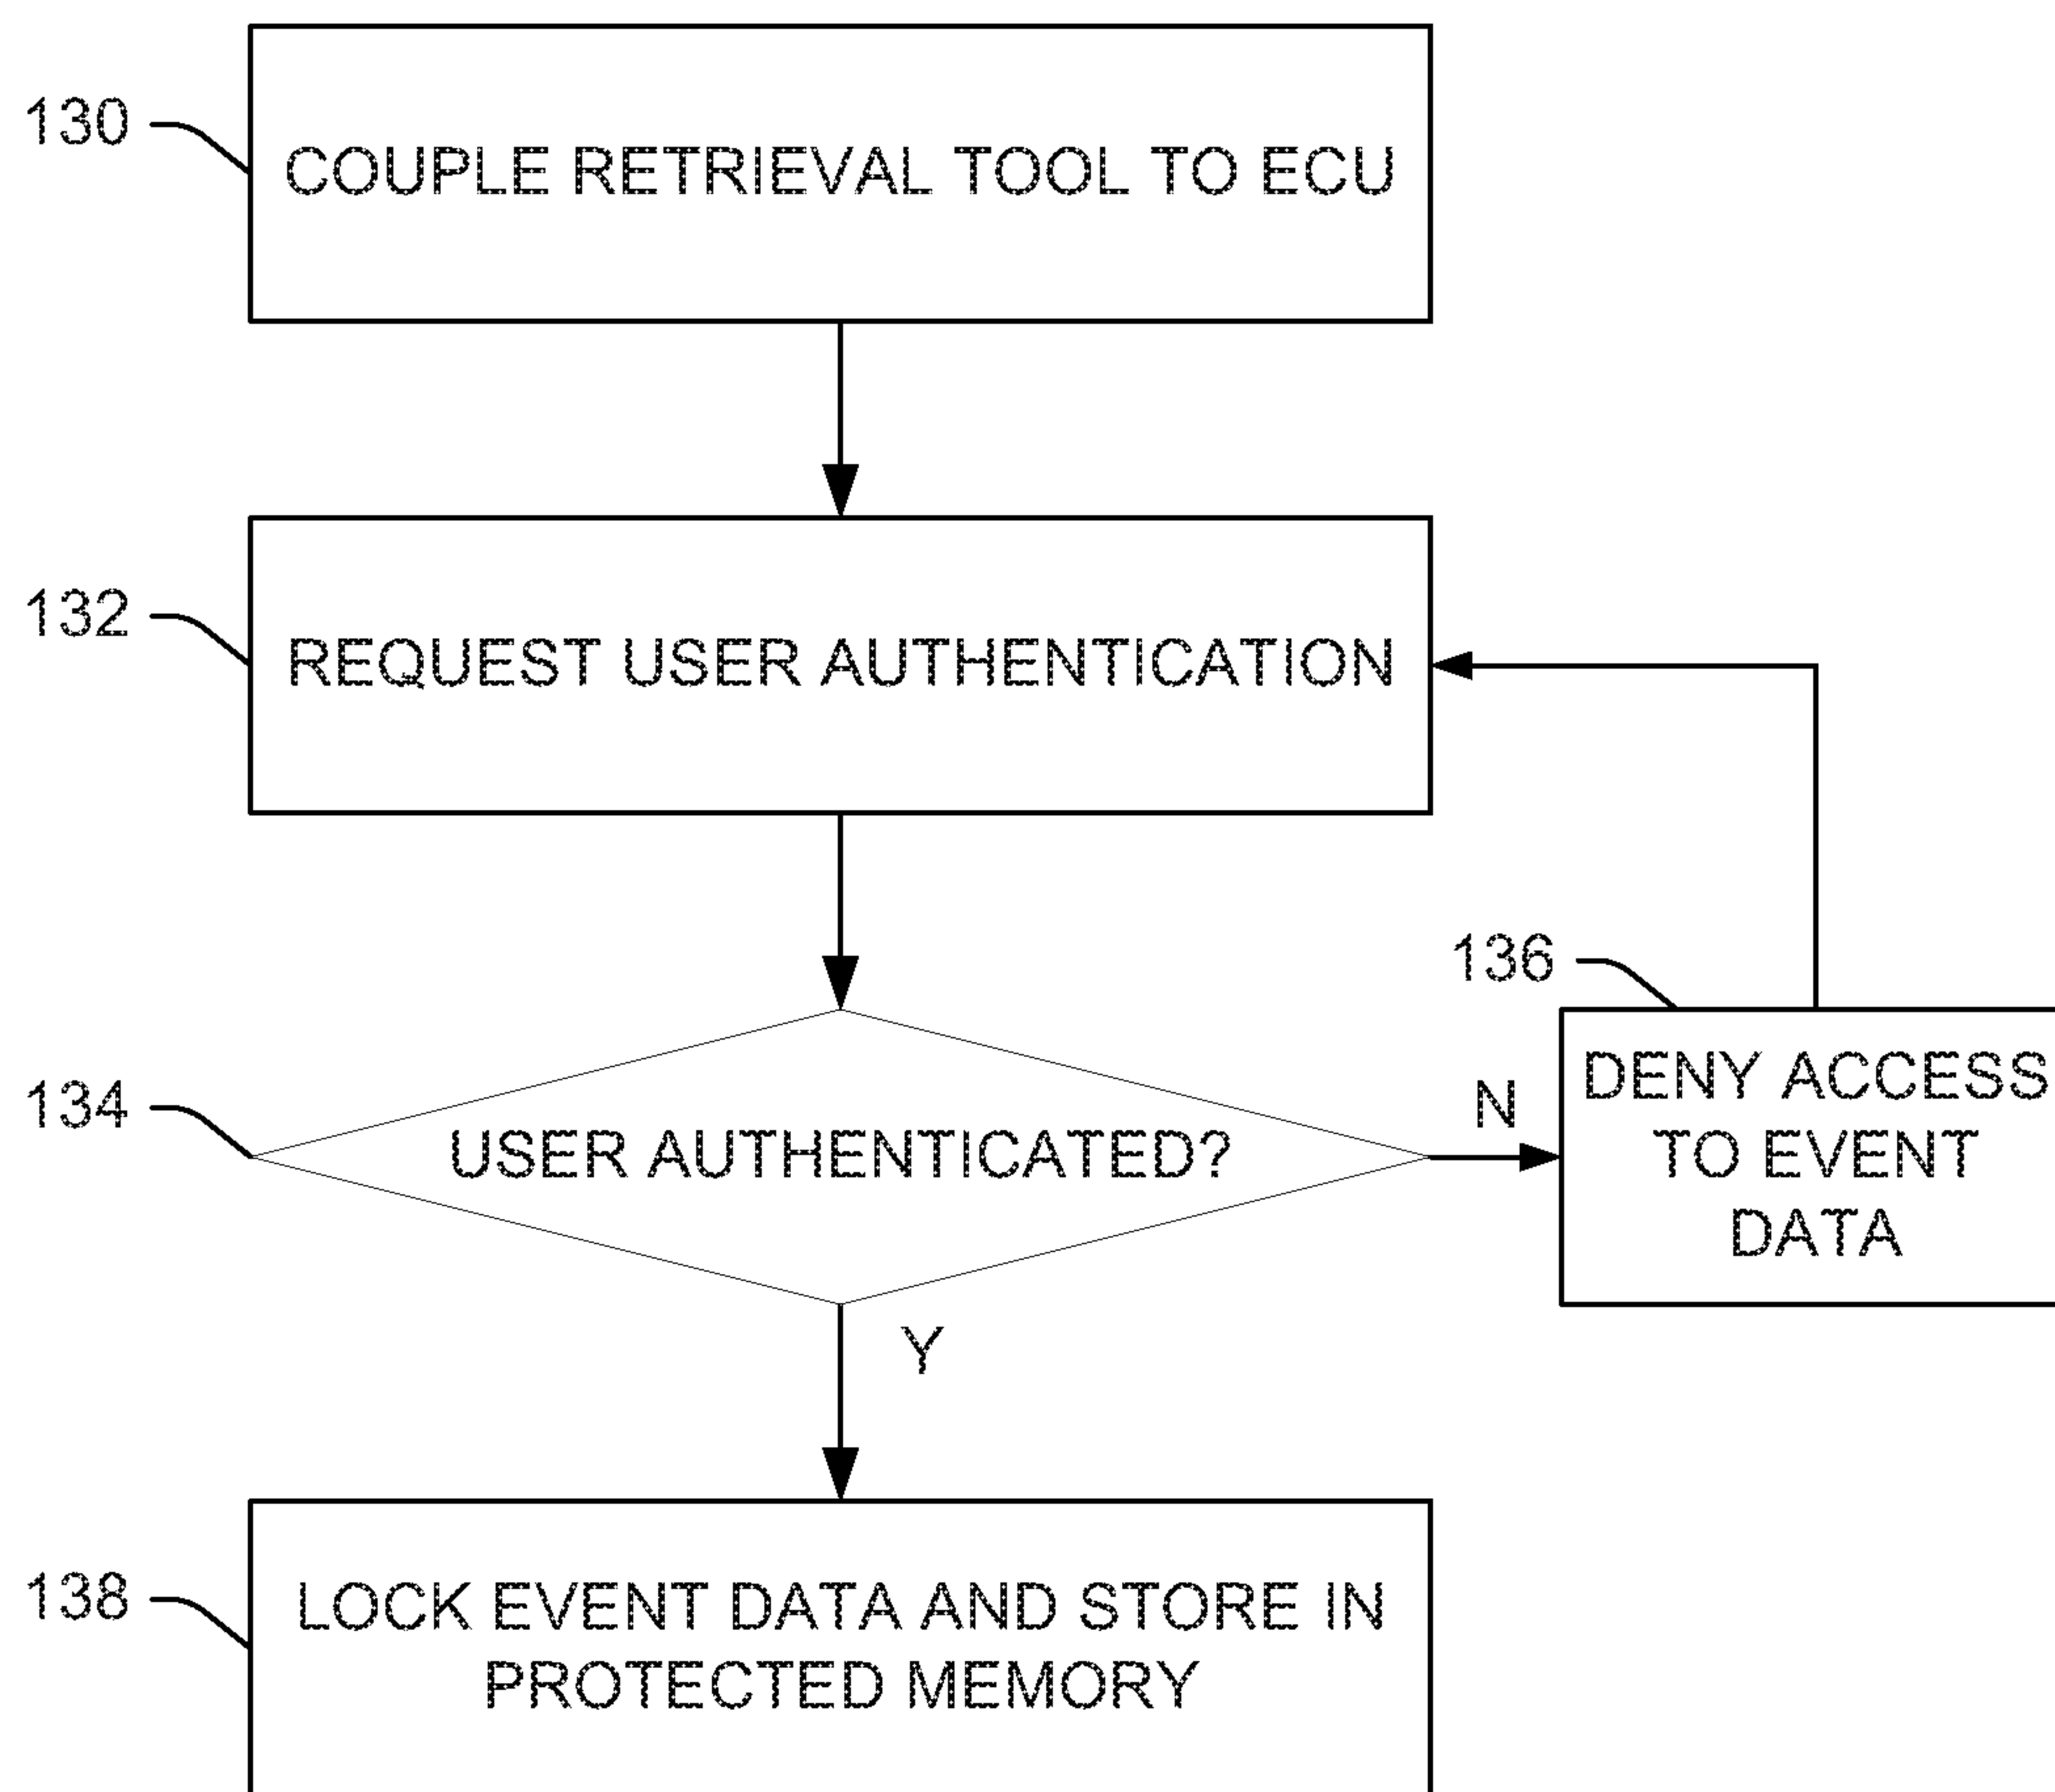 130
COUPLE RETRIEVAL TOOL TO ECU
132
REQUEST USER AUTHENTICATION
134
USER AUTHENTICATED?
N
136
DENY ACCESS
TO EVENT
DATA
Y
138
LOCK EVENT DATA AND STORE IN
PROTECTED MEMORY